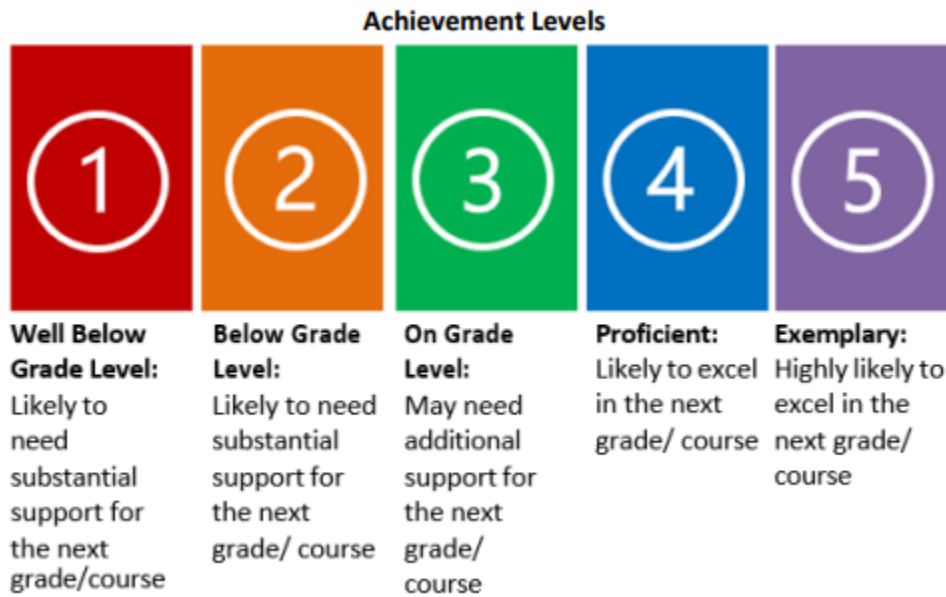 Achievement Levels
1
2
3
4
5
Well Below
Grade Level:
Likely to
need
substantial
support for
the next
grade/course
Below Grade
Level:
Likely to need
substantial
support for
the next
grade/ course
On Grade
Level:
May need
additional
support for
the next
grade/
course
Proficient:
Likely to excel
in the next
grade/ course
Exemplary:
Highly likely to
excel in the
next grade/
course